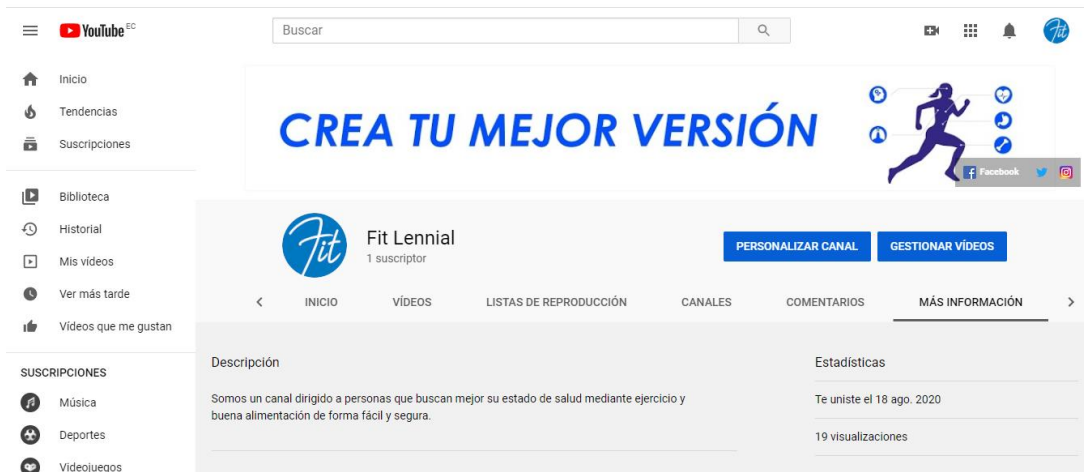 YouTube EC
Buscar
Fit
Inicio
Tendencias
Suscripciones
Biblioteca
Historial
Mis vídeos
Ver más tarde
Vídeos que me gustan
SUSCRIPCIONES
Música
Deportes
Videojuegos
CREA TU MEJOR VERSIÓN
Facebook
Fit
Fit Lennial
1 suscriptor
PERSONALIZAR CANAL
GESTIONAR VÍDEOS
INICIO
VÍDEOS
LISTAS DE REPRODUCCIÓN
CANALES
COMENTARIOS
MÁS INFORMACIÓN
Descripción
Somos un canal dirigido a personas que buscan mejor su estado de salud mediante ejercicio y
buena alimentación de forma fácil y segura.
Estadísticas
Te uniste el 18 ago. 2020
19 visualizaciones